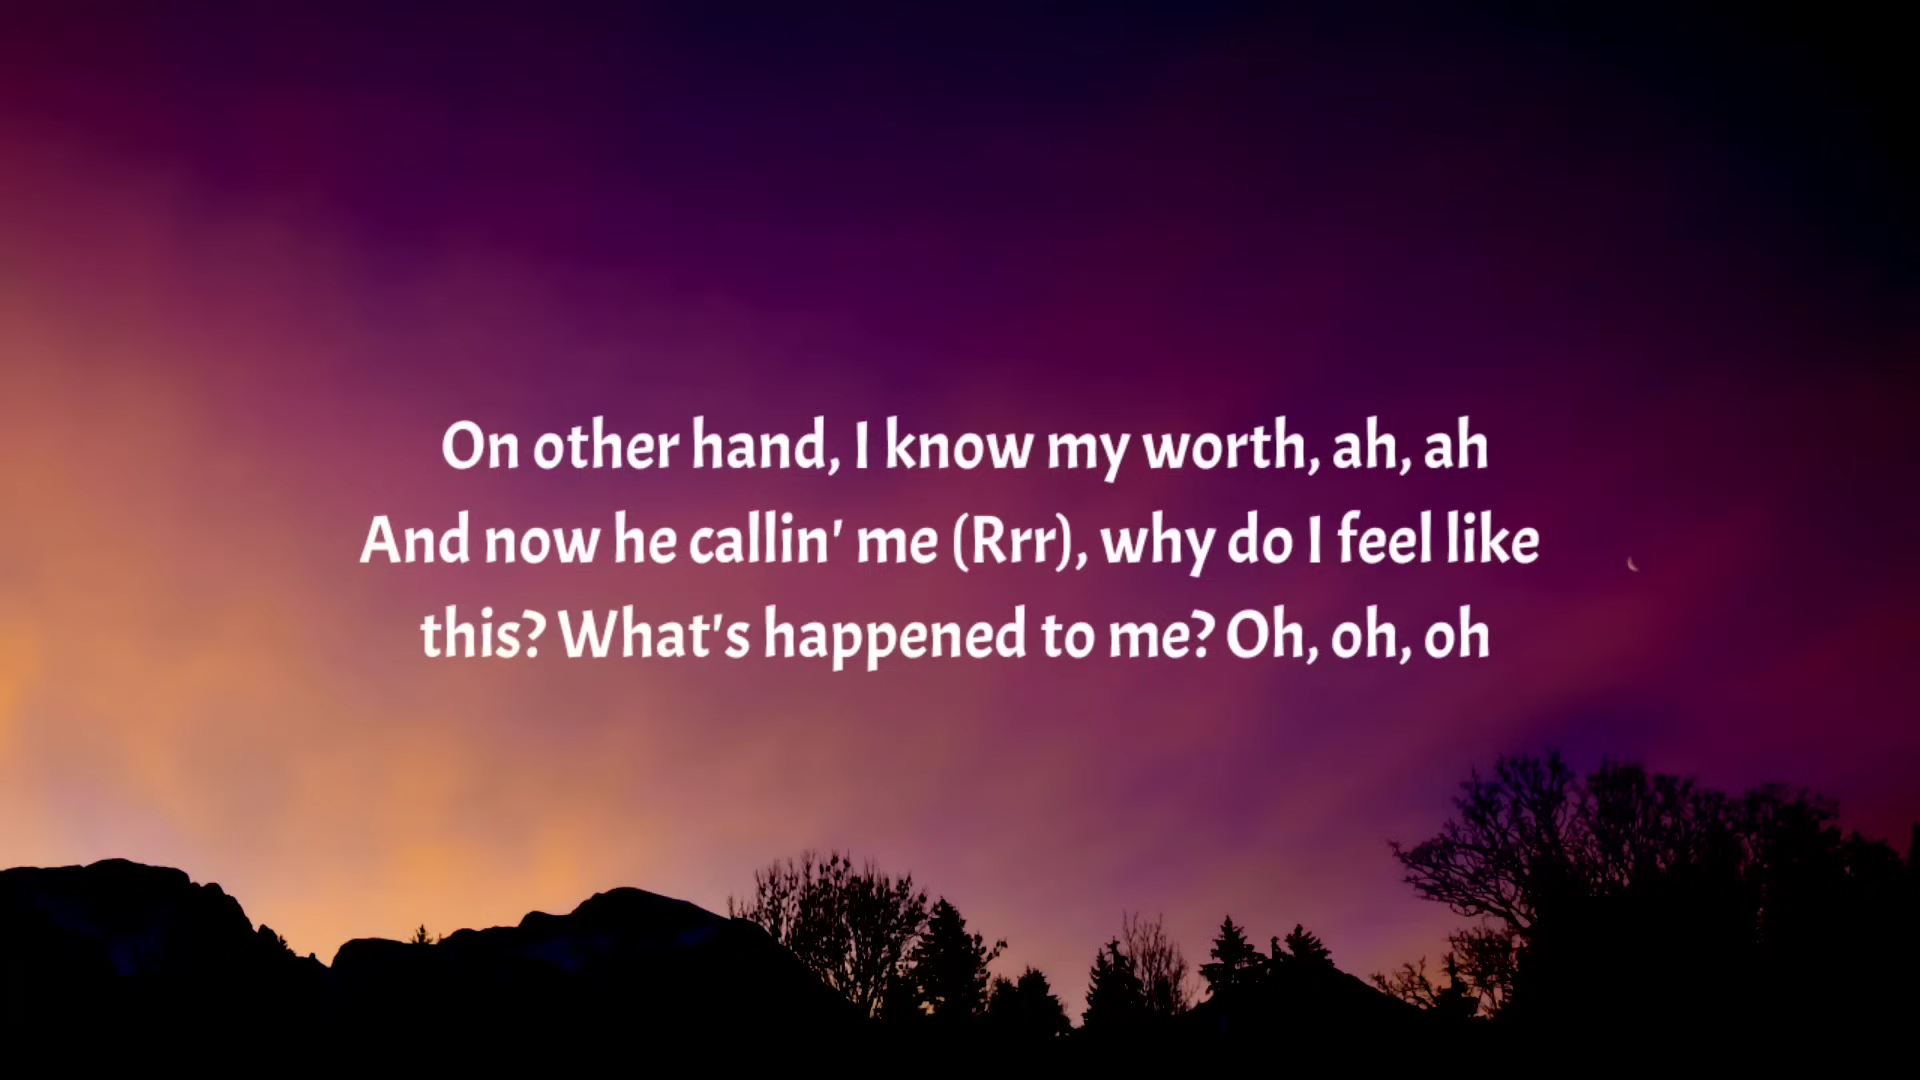 On other hand, I know my worth, ah, ah
And now he callin' me (Rrr), why do I feel like
this? What's happened to me? Oh, oh, oh